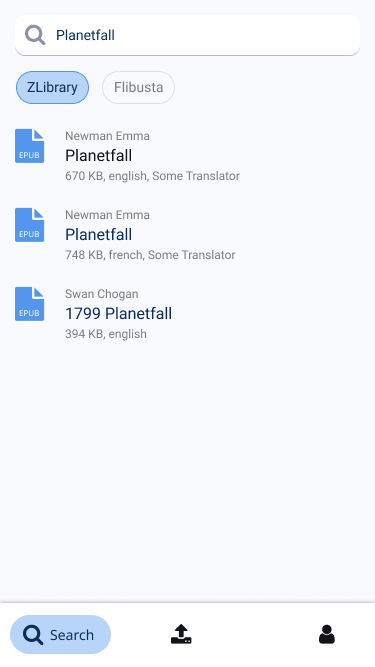 Planetfall
ZLibrary Flibusta
Newman Emma
EPUB
Planetfall
670 KB, english, Some Translator
Newman Emma
EPUB
Planetfall
748 KB, french, Some Translator
Swan Chogan
EPUB
1799 Planetfall
394 KB, english
Search